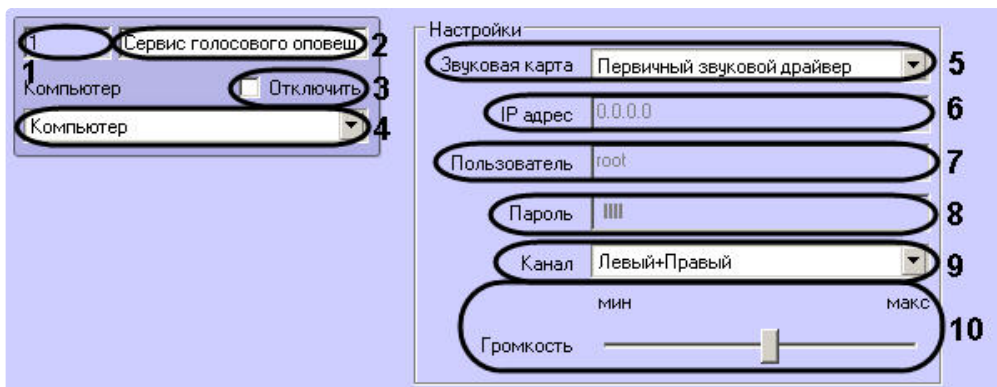 1 Сервис голосового оповещ 2
1
Компьютер Отключить 3
Компьютер 4
Настройки
Звуковая карта Первичный звуковой драйвер 5
IP адрес 0.0.0.0 6
Пользователь root 7
Пароль 8
Канал Левый+Правый 9
мин макс
Громкость 10